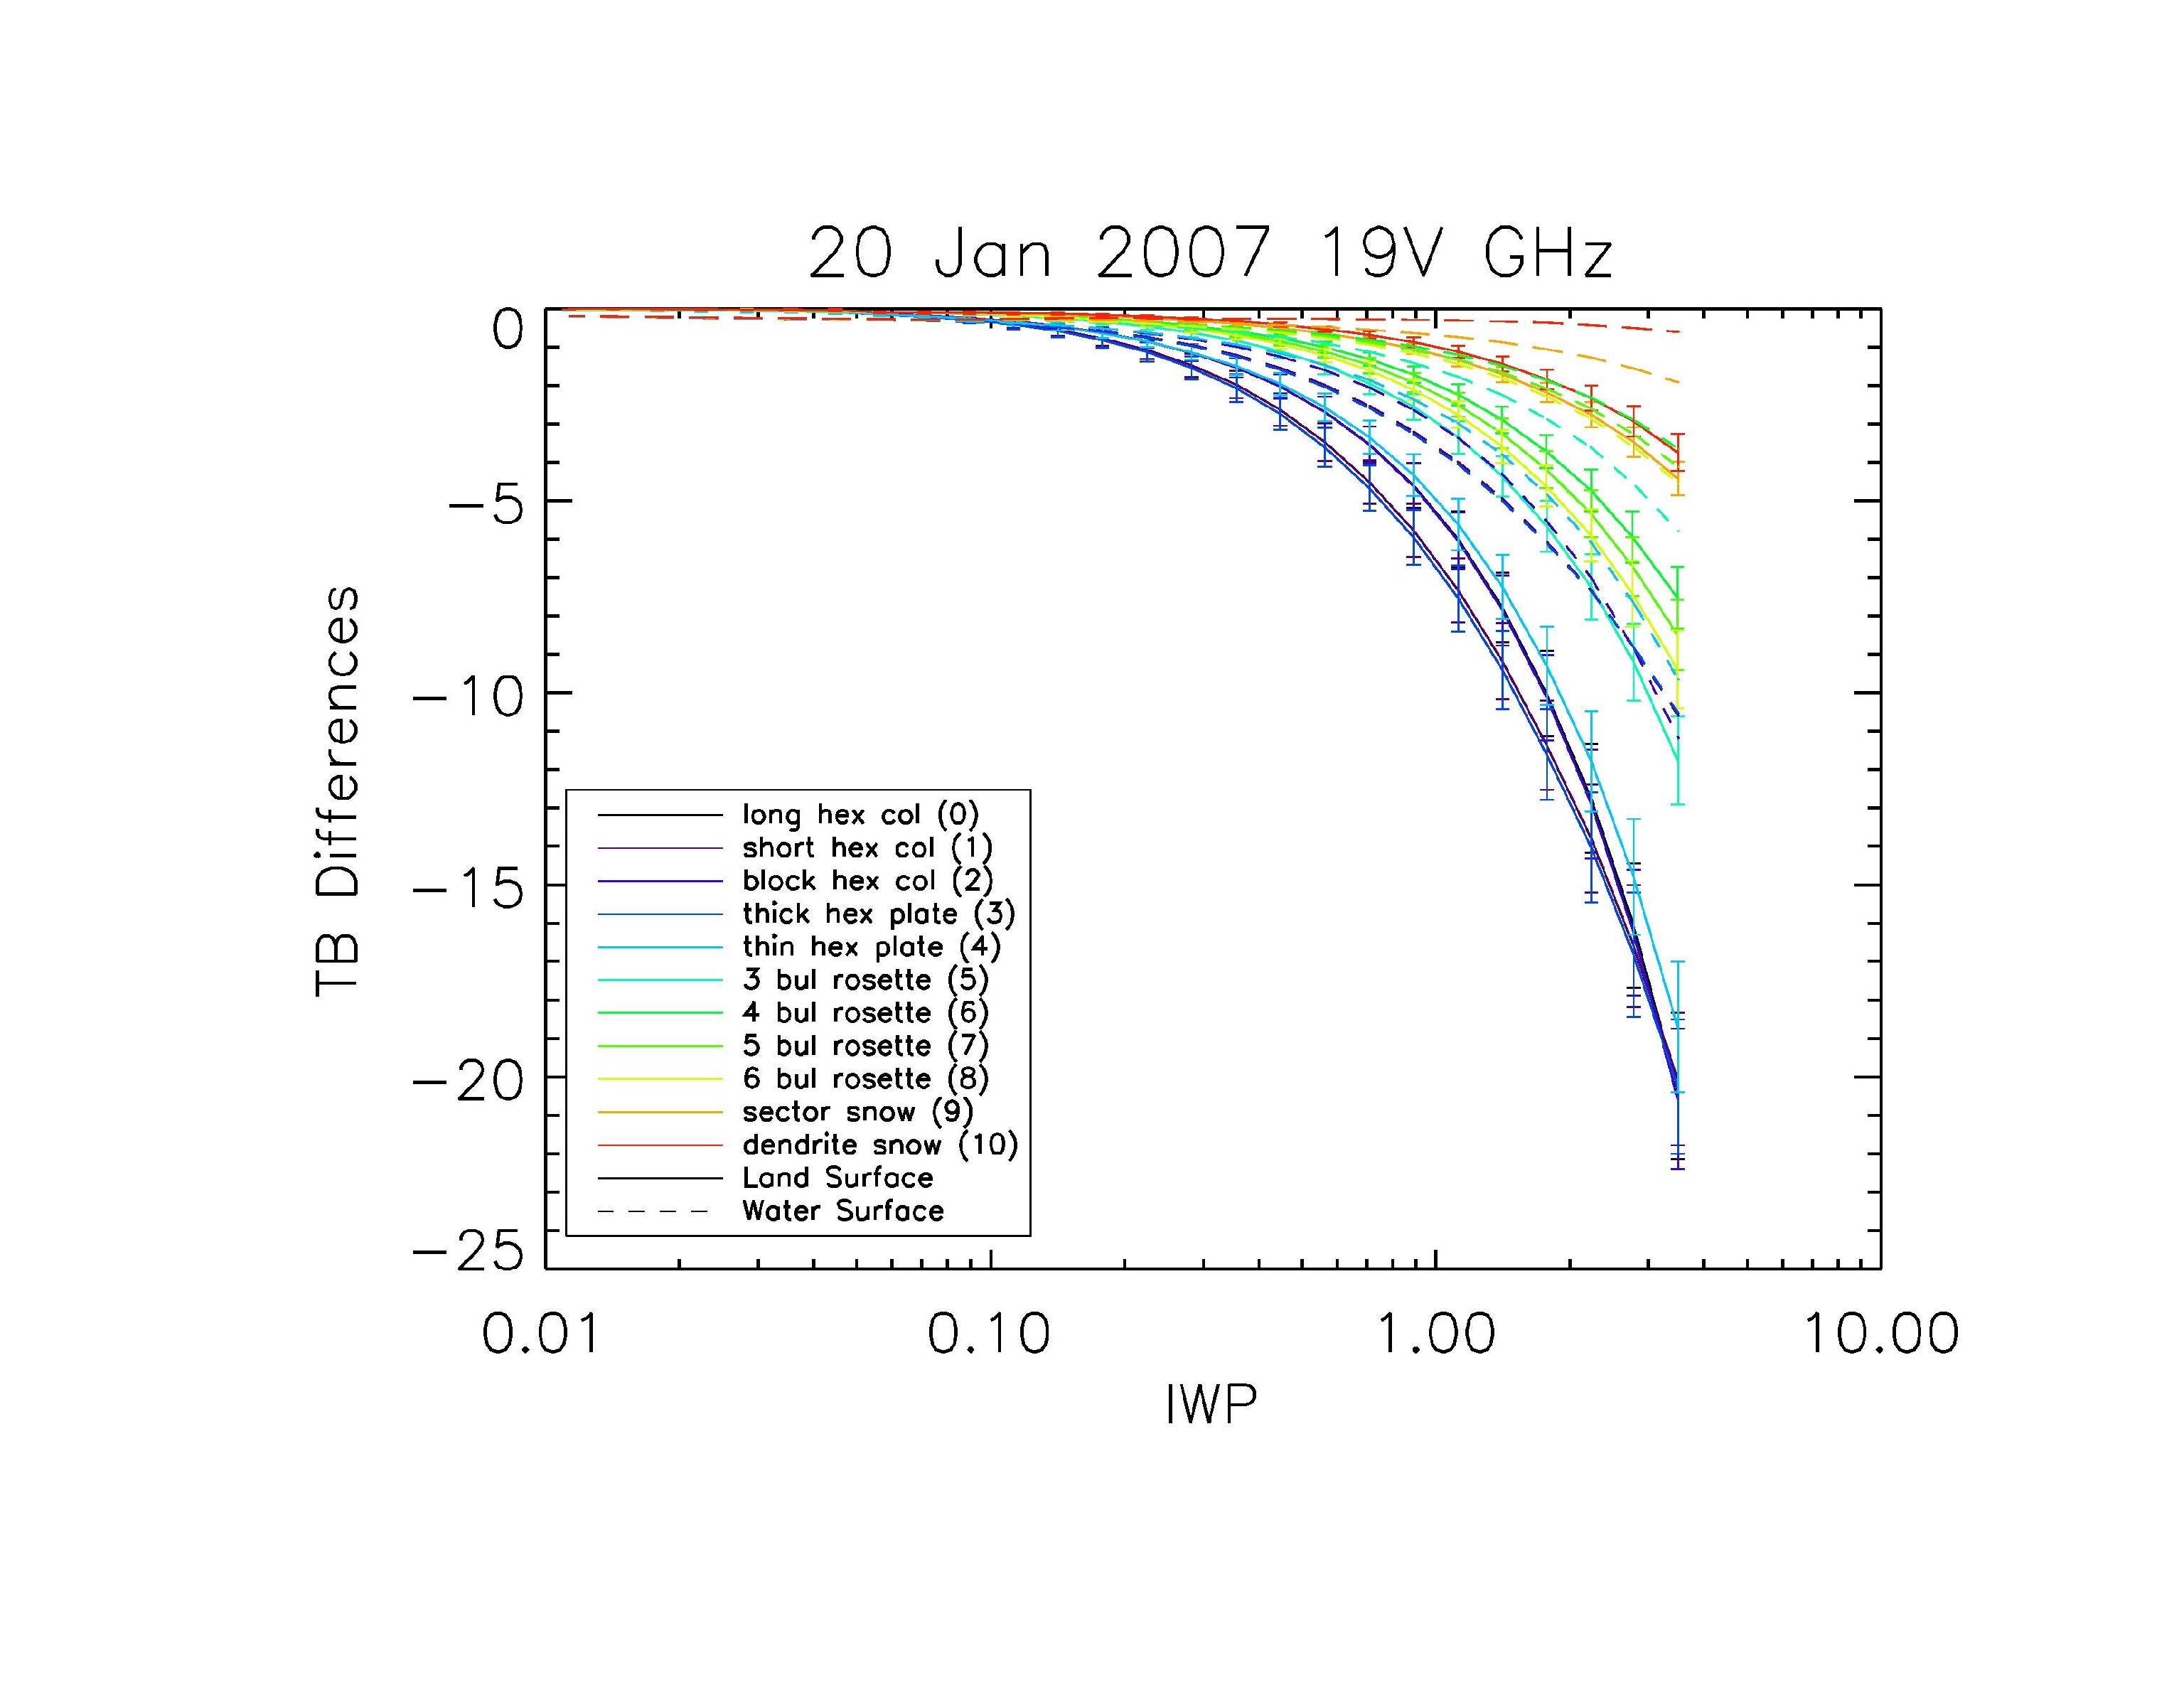 20 Jan 2007 19V GHz
TB Differences
0
-5
-10
-15
-20
-25
long hex col (0)
short hex col (1)
block hex col (2)
thick hex plate (3)
thin hex plate (4)
3 bul rosette (5)
4 bul rosette (6)
5 bul rosette (7)
6 bul rosette (8)
sector snow (9)
dendrite snow (10)
Land Surface
Water Surface
0.01 0.10 1.00 10.00
IWP